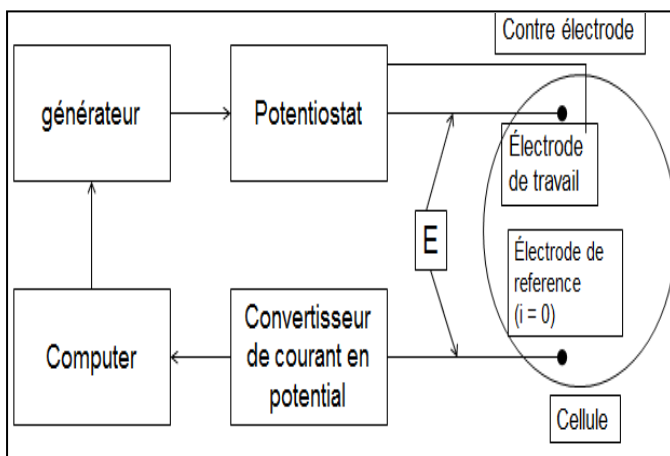 Contre électrode
générateur
Potentiostat
Électrode
de travail
E
Électrode de
reference
(i = 0)
Computer
Convertisseur
de courant en
potential
Cellule